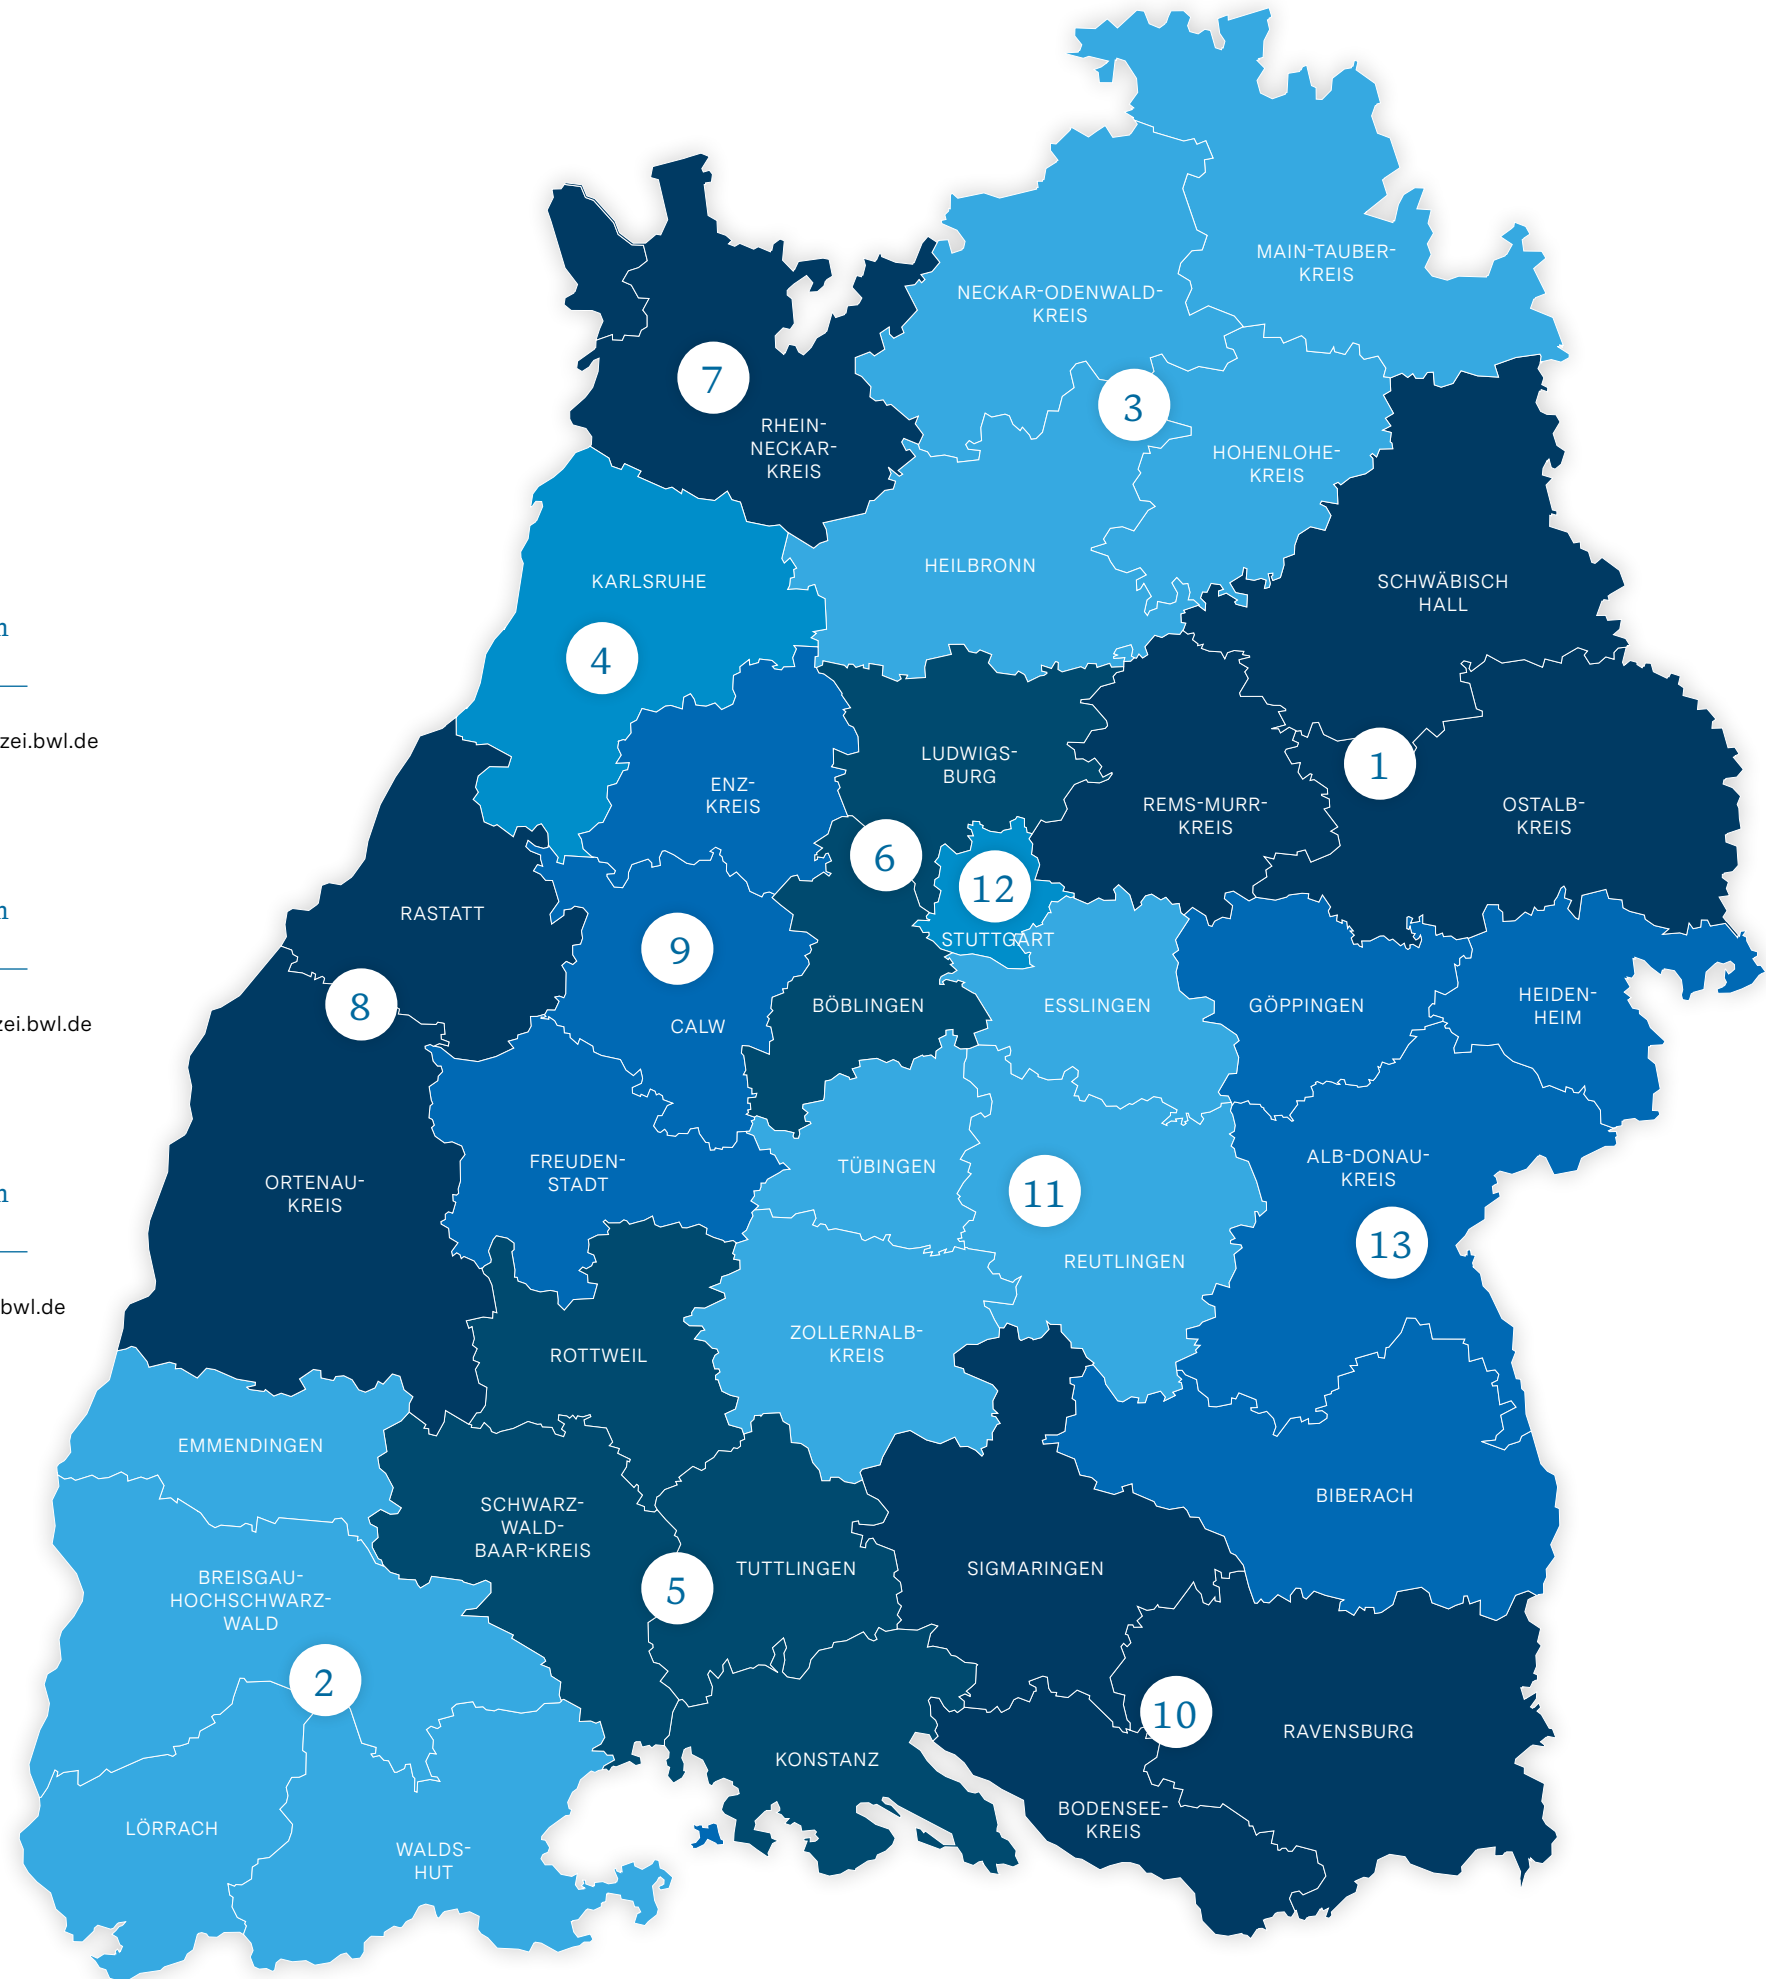 n
zei.bwl.de
n
zei.bwl.de
n
bwl.de
MAIN-TAUBER-
KREIS
NECKAR-ODENWALD-
KREIS
7
3
RHEIN-
NECKAR-
KREIS
HOHENLOHE-
KREIS
HEILBRONN
KARLSRUHE
SCHWÄBISCH
HALL
4
LUDWIGS-
BURG
1
ENZ-
KREIS
REMS-MURR-
KREIS
OSTALB-
KREIS
6
12
RASTATT
STUTTGART
9
8
BÖBLINGEN
ESSLINGEN
GÖPPINGEN
HEIDEN-
HEIM
CALW
FREUDEN-
STADT
TÜBINGEN
ALB-DONAU-
KREIS
ORTENAU-
KREIS
11
13
REUTLINGEN
ZOLLERNALB-
KREIS
ROTTWEIL
EMMENDINGEN
BIBERACH
SCHWARZ-
WALD-
BAAR-KREIS
TUTTLINGEN
SIGMARINGEN
BREISGAU-
HOCHSCHWARZ-
WALD
5
2
10
RAVENSBURG
KONSTANZ
BODENSEE-
KREIS
LÖRRACH
WALDS-
HUT